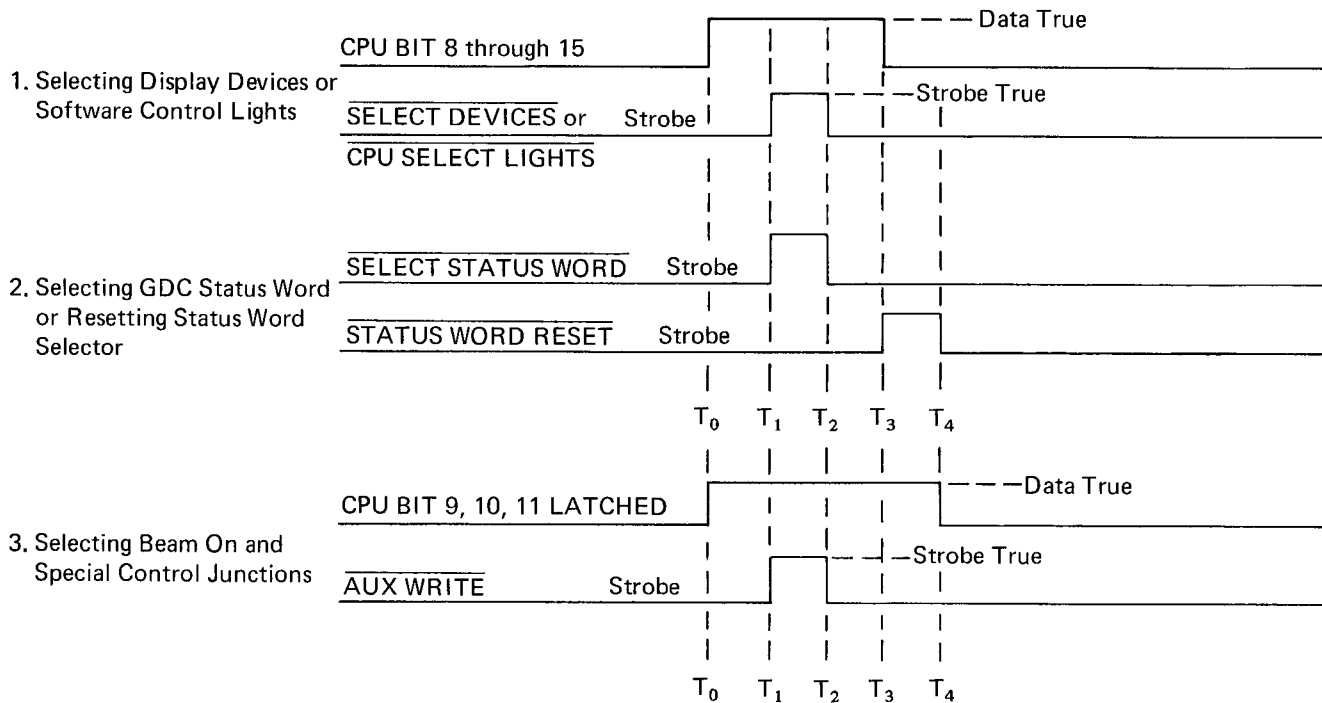 Data True
CPU BIT 8 through 15
1. Selecting Display Devices or
Software Control Lights
Strobe True
SELECT DEVICES or Strobe
CPU SELECT LIGHTS
SELECT STATUS WORD Strobe
2. Selecting GDC Status Word
or Resetting Status Word
Selector
STATUS WORD RESET Strobe
T₀ T₁ T₂ T₃ T₄
CPU BIT 9, 10, 11 LATCHED
Data True
3. Selecting Beam On and
Special Control Junctions
Strobe True
AUX WRITE Strobe
T₀ T₁ T₂ T₃ T₄